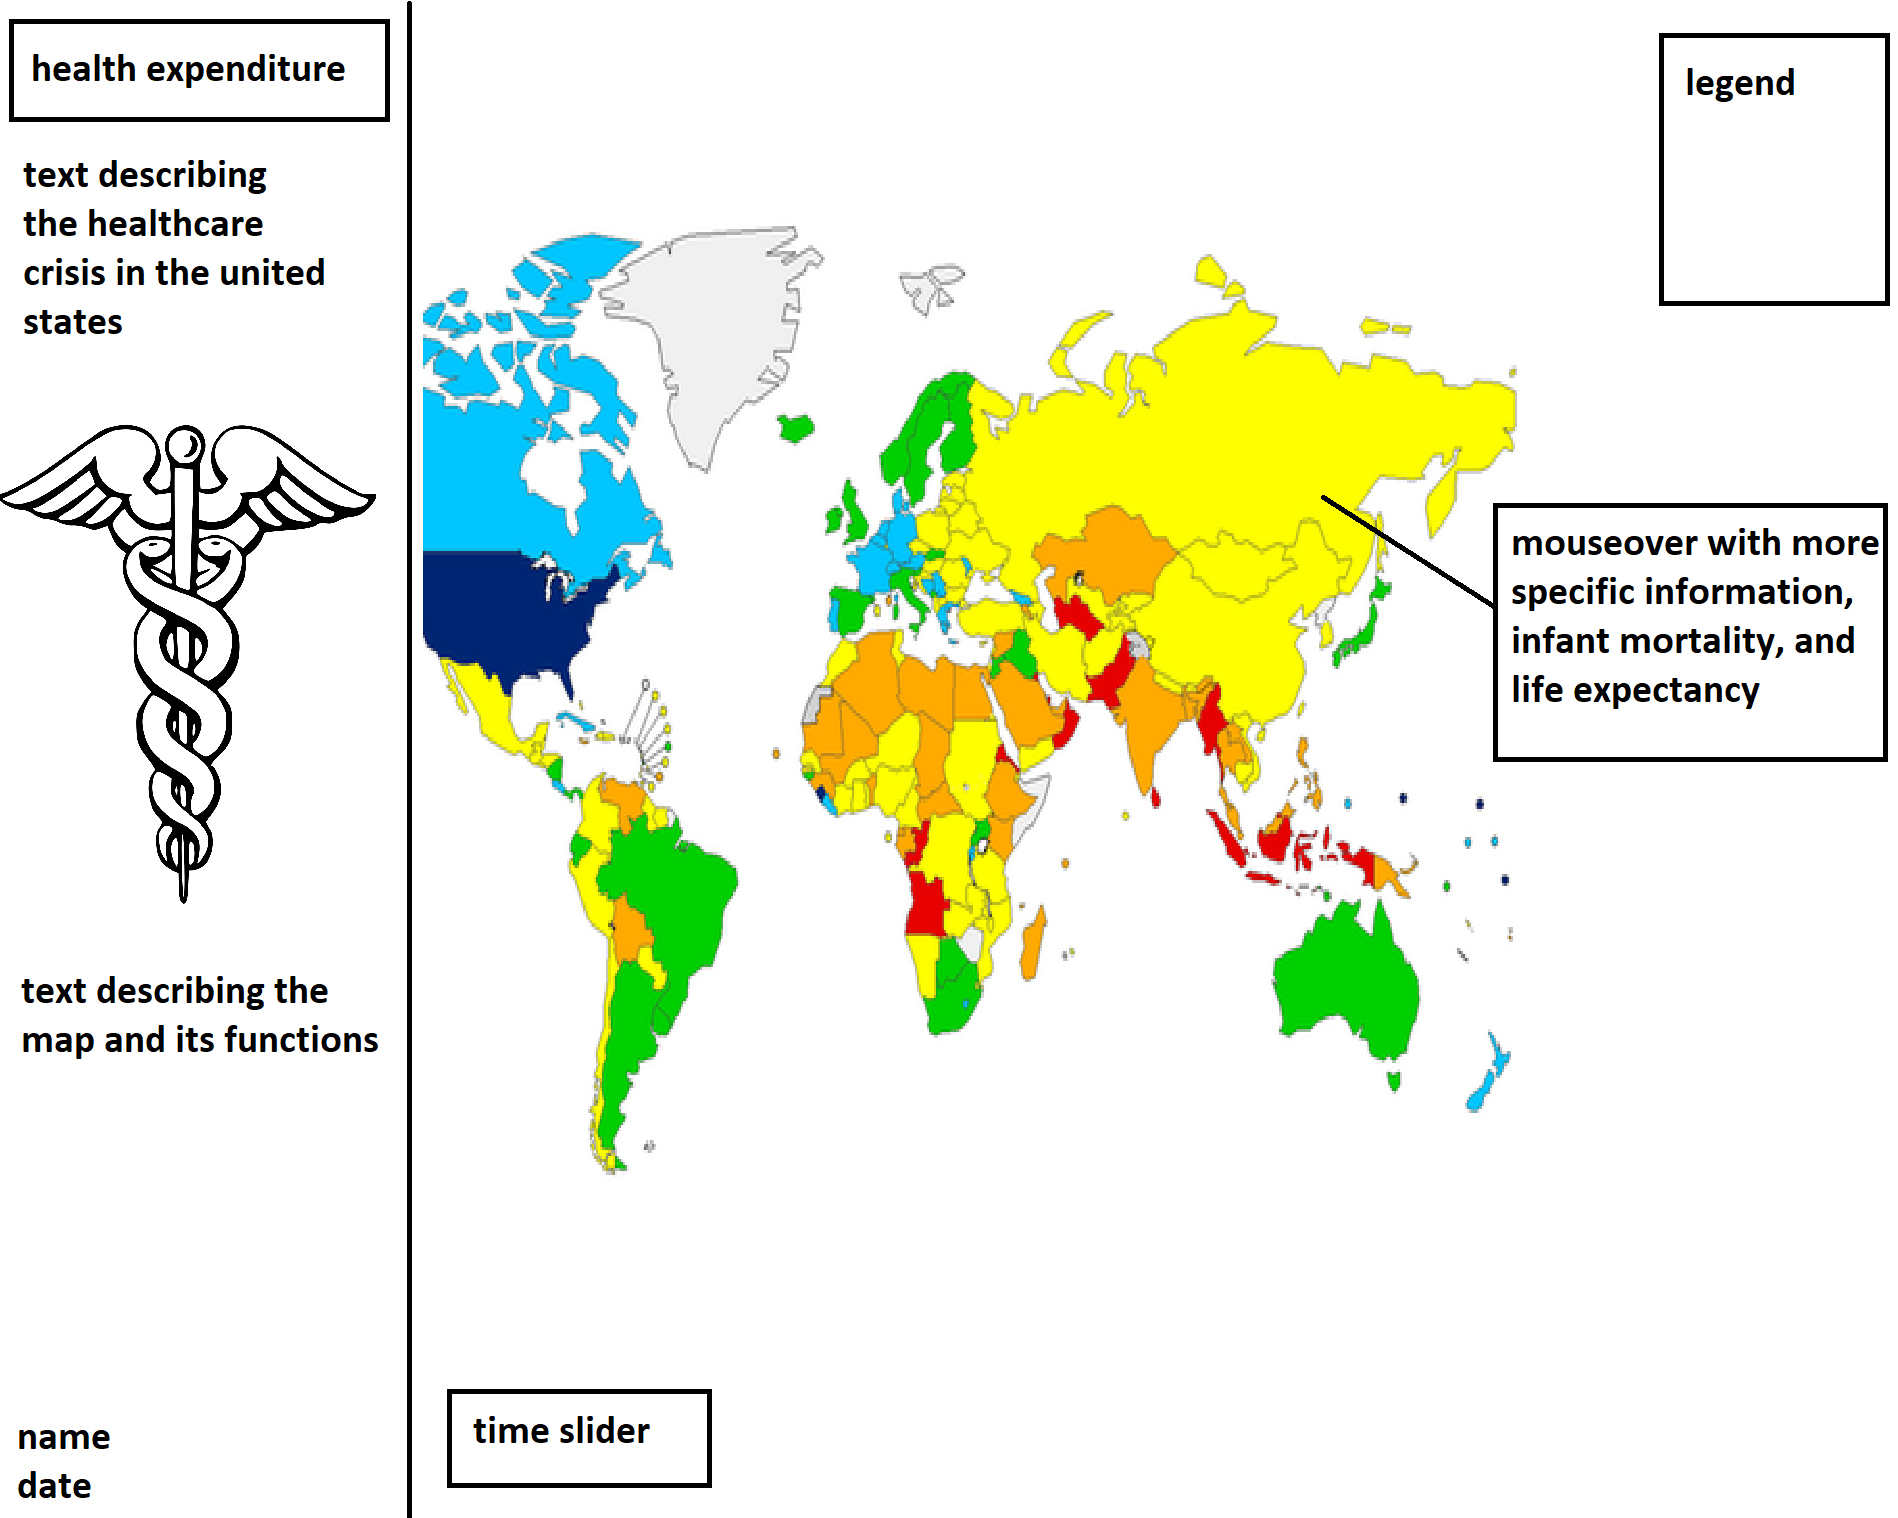 health expenditure
text describing
the healthcare
crisis in the united
states
text describing the
map and its functions
name
date
legend
mouseover with more
specific information,
infant mortality, and
life expectancy
time slider